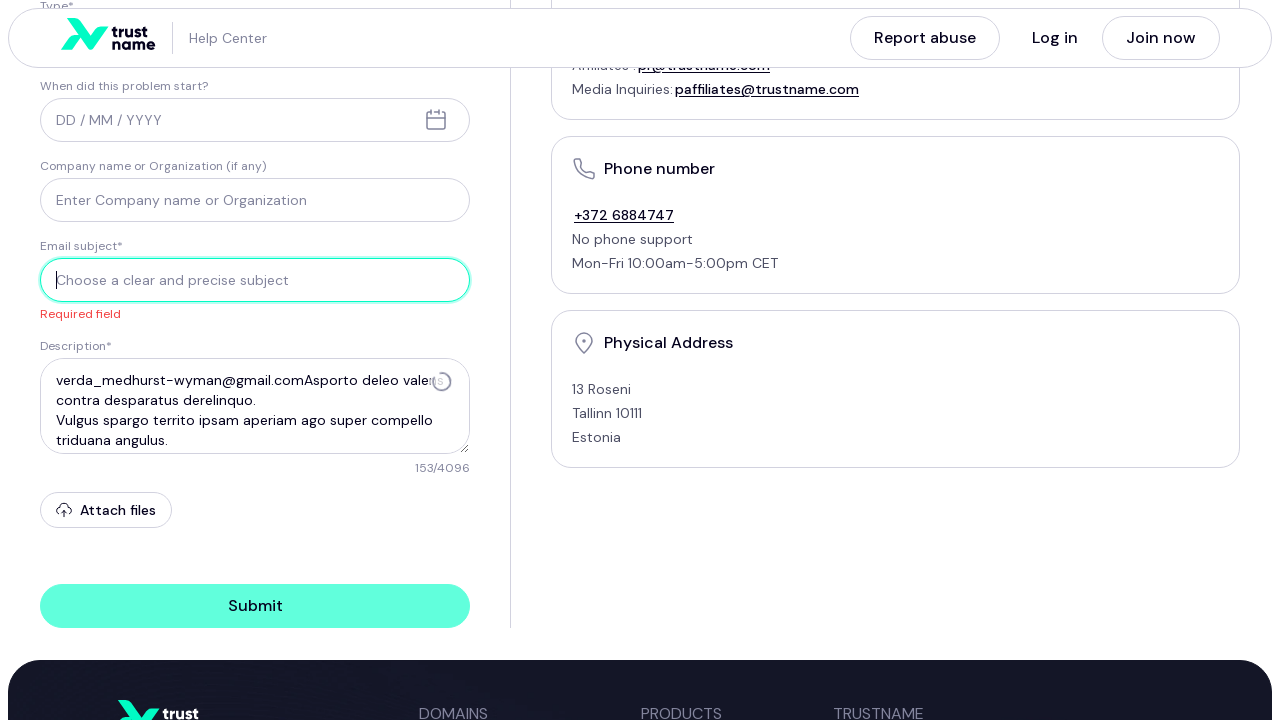 Type*
trust
name
Help Center
Report abuse
Log in
Join now
When did this problem start?
DD / MM / YYYY
Company name or Organization (if any)
Enter Company name or Organization
Email subject*
Choose a clear and precise subject
Required field
Description*
verda_medhurst-wyman@gmail.comAsporto deleo valens
contra desparatus derelinquo.
Vulgus spargo territo ipsam aperiam ago super compello
triduana angulus.
153/4096
Attach files
Submit
Affiliates : pr@trustname.com
Media Inquiries: paffiliates@trustname.com
Phone number
+372 6884747
No phone support
Mon-Fri 10:00am-5:00pm CET
Physical Address
13 Roseni
Tallinn 10111
Estonia
trust
DOMAINS
PRODUCTS
TRUSTNAME